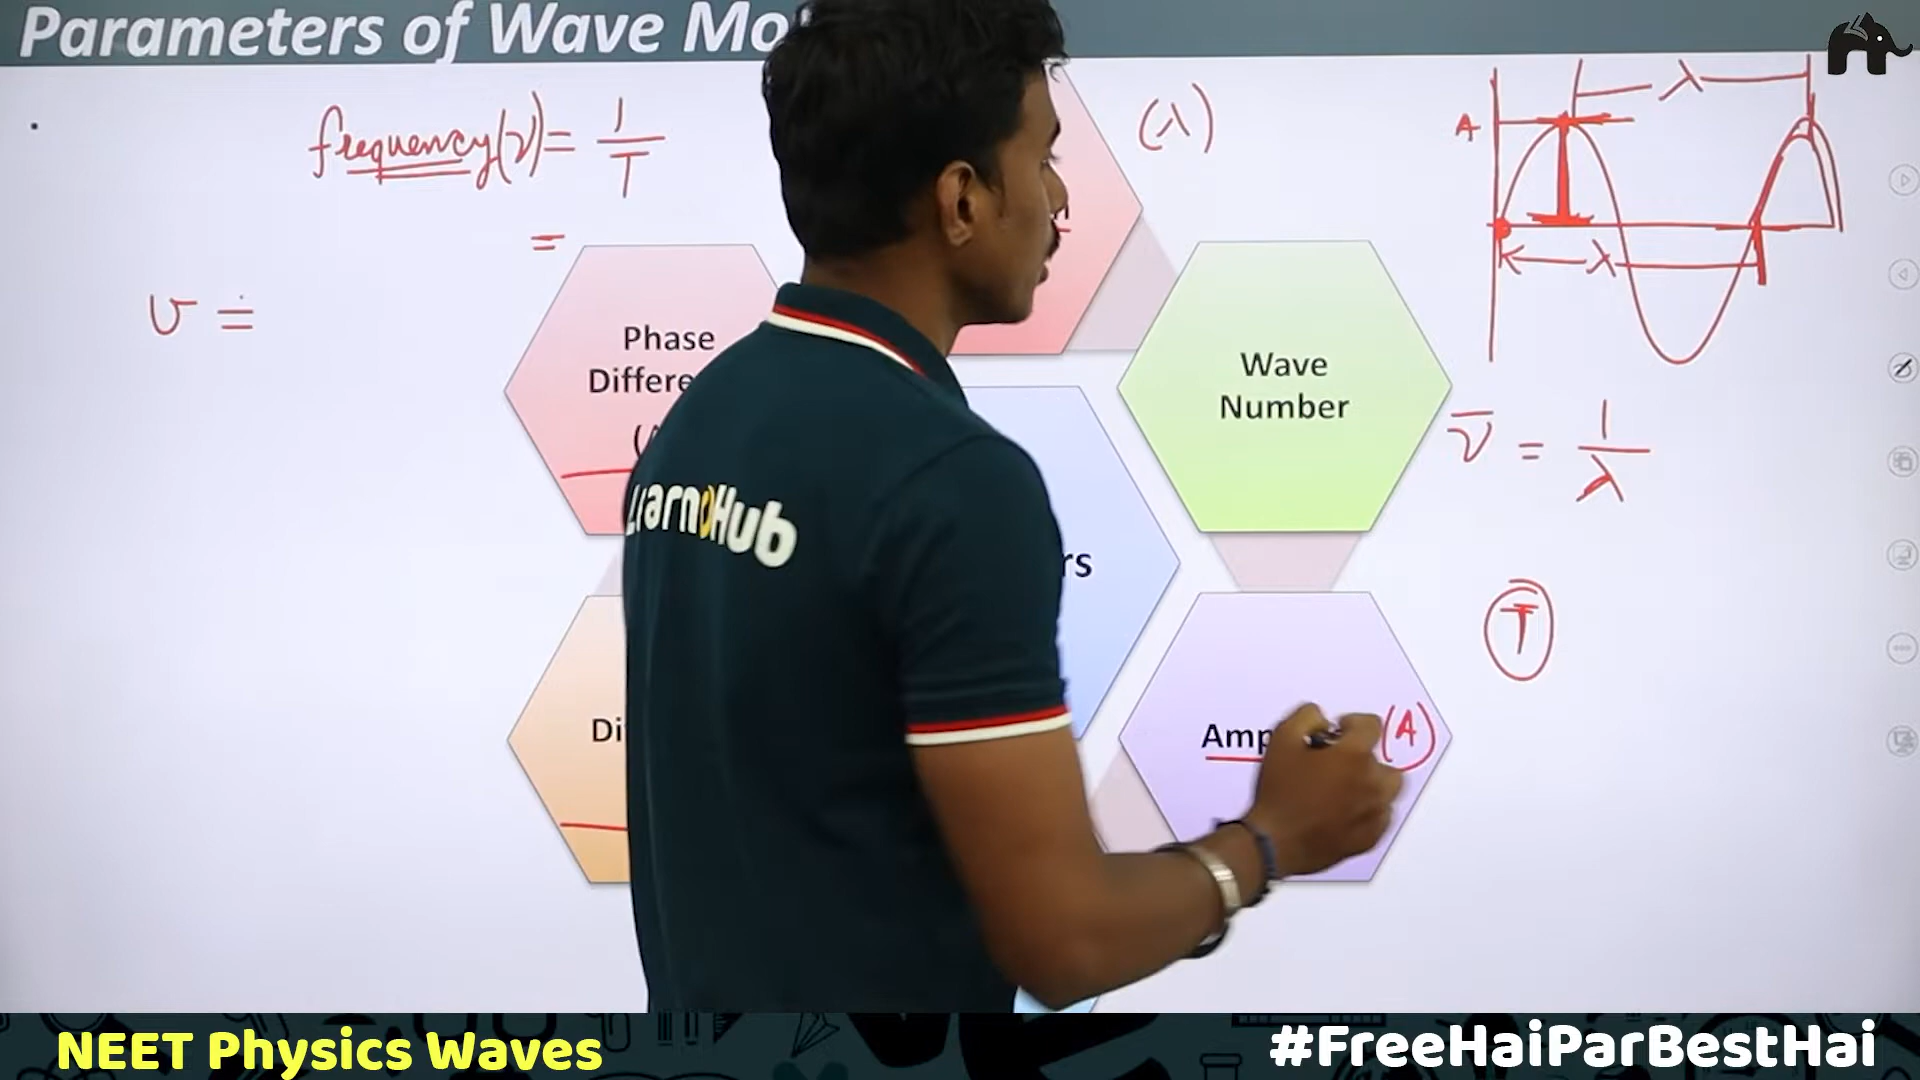 Parameters of Wave Mo
frequency(ν) = 1/T
=
(λ)
λ
A
λ
v =
Phase
Differe
Wave
Number
ν̅ = 1/λ
LearnoHub
rs
T
Di
Amp (A)
NEET Physics Waves
#FreeHaiParBestHai